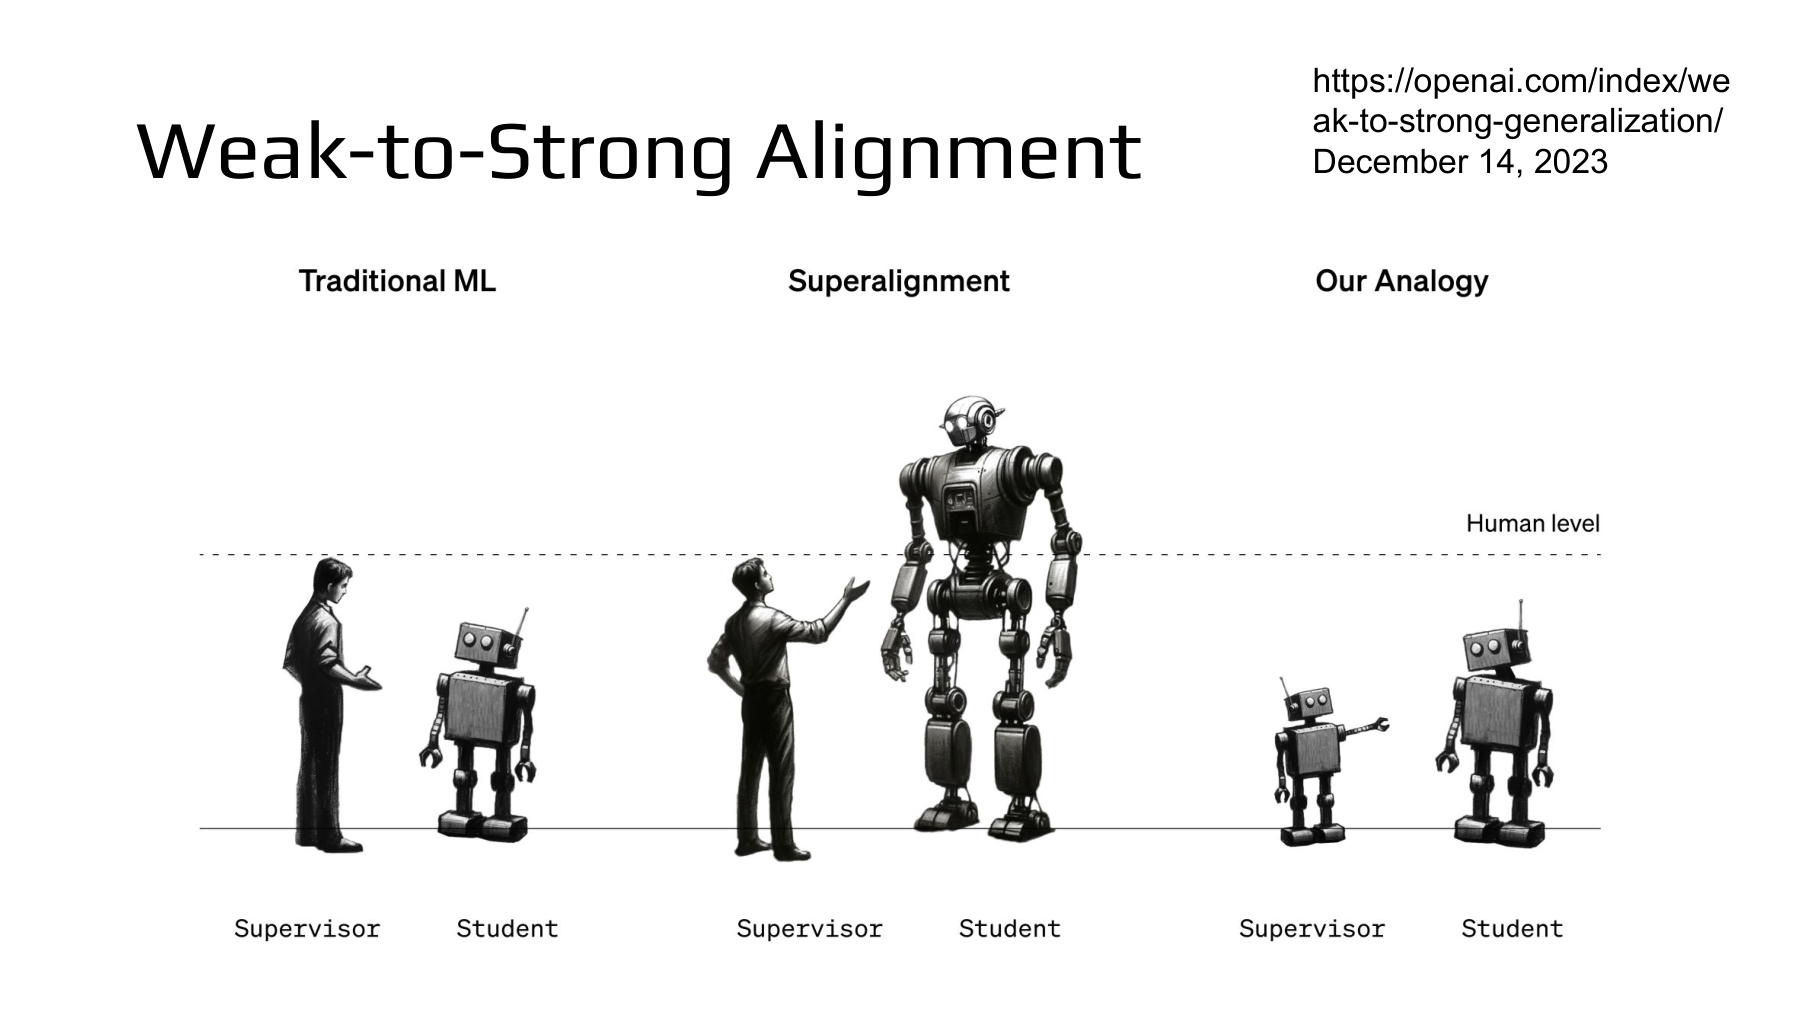 https://openai.com/index/we
ak-to-strong-generalization/
December 14, 2023
Weak-to-Strong Alignment
Traditional ML
Superalignment
Our Analogy
Human level
Supervisor
Student
Supervisor
Student
Supervisor
Student